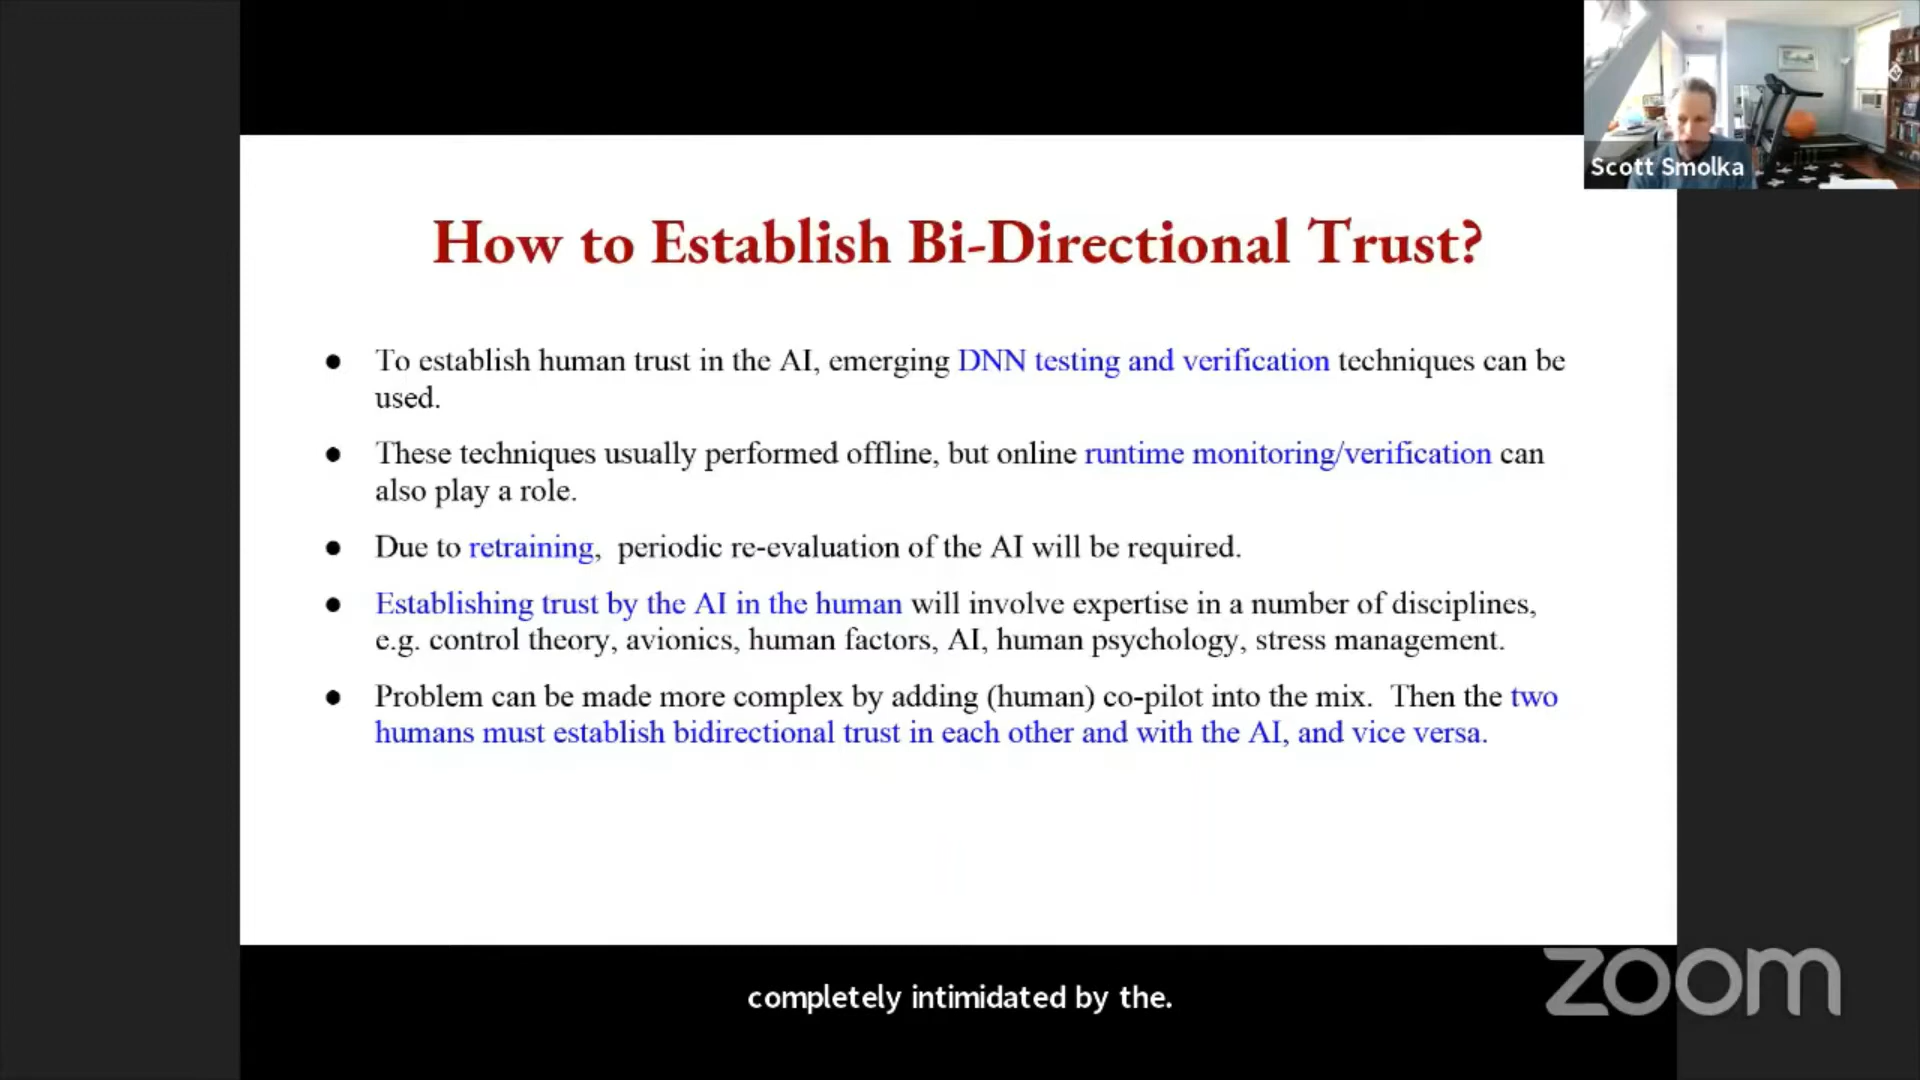 Scott Smolka
How to Establish Bi-Directional Trust?
● To establish human trust in the AI, emerging DNN testing and verification techniques can be
used.
● These techniques usually performed offline, but online runtime monitoring/verification can
also play a role.
● Due to retraining,  periodic re-evaluation of the AI will be required.
● Establishing trust by the AI in the human will involve expertise in a number of disciplines,
e.g. control theory, avionics, human factors, AI, human psychology, stress management.
● Problem can be made more complex by adding (human) co-pilot into the mix.  Then the two
humans must establish bidirectional trust in each other and with the AI, and vice versa.
zoom
completely intimidated by the.